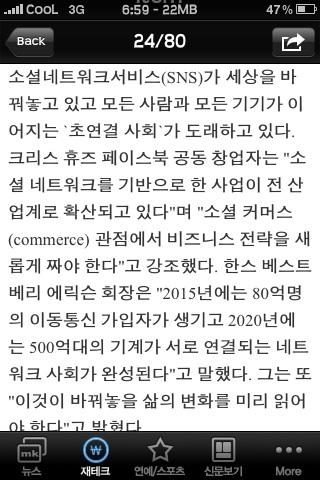 CooL 3G 6:59 - 22MB 47%
Back 24/80
소셜네트워크서비스(SNS)가 세상을 바
꿔놓고 있고 모든 사람과 모든 기기가 이
어지는 `초연결 사회`가 도래하고 있다.
크리스 휴즈 페이스북 공동 창업자는 "소
셜 네트워크를 기반으로 한 사업이 전 산
업계로 확산되고 있다"며 "소셜 커머스
(commerce) 관점에서 비즈니스 전략을 새
롭게 짜야 한다"고 강조했다. 한스 베스트
베리 에릭슨 회장은 "2015년에는 80억명
의 이동통신 가입자가 생기고 2020년에
는 500억대의 기계가 서로 연결되는 네트
워크 사회가 완성된다"고 말했다. 그는 또
"이것이 바꿔놓을 삶의 변화를 미리 읽어
야 한다"고 밝혔다
mk
뉴스 재테크 연예/스포츠 신문보기 More